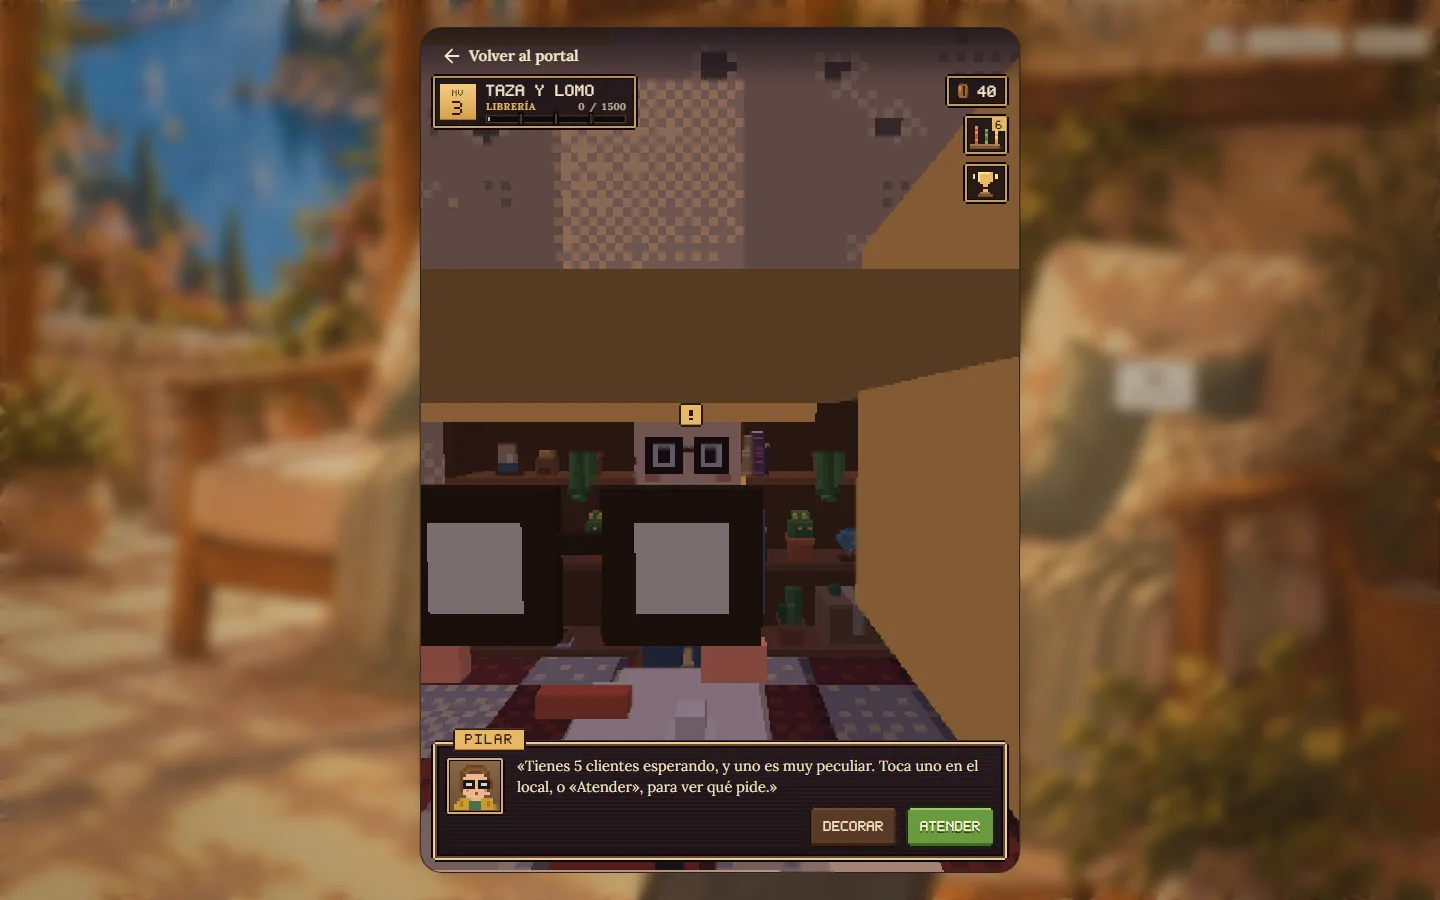 Volver al portal
NV
3
TAZA Y LOMO
LIBRERÍA
0 / 1500
40
6
!
PILAR
«Tienes 5 clientes esperando, y uno es muy peculiar. Toca uno en el
local, o «Atender», para ver qué pide.»
DECORAR
ATENDER